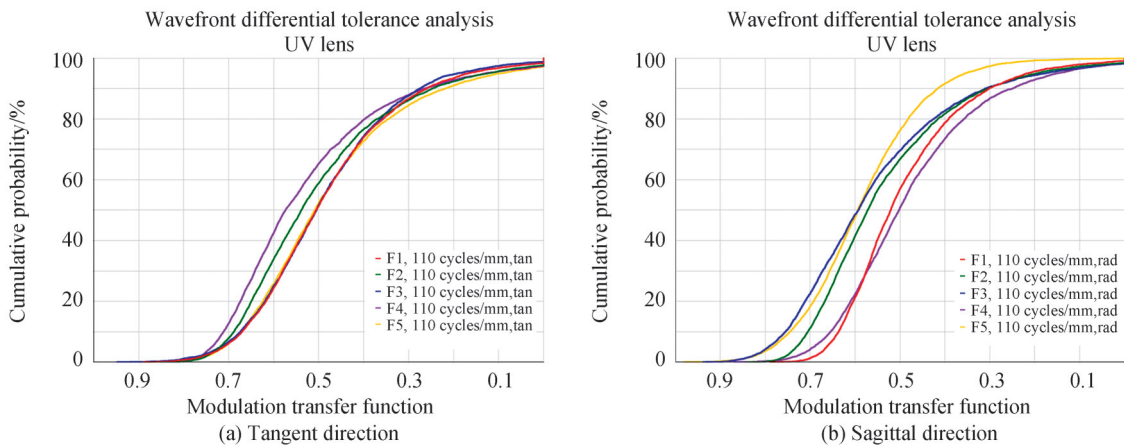 Wavefront differential tolerance analysis
UV lens
100
80
60
40
20
0
Cumulative probability/%
F1, 110 cycles/mm,tan
F2, 110 cycles/mm,tan
F3, 110 cycles/mm,tan
F4, 110 cycles/mm,tan
F5, 110 cycles/mm,tan
0.9 0.7 0.5 0.3 0.1
Modulation transfer function
(a) Tangent direction
Wavefront differential tolerance analysis
UV lens
100
80
60
40
20
0
Cumulative probability/%
F1, 110 cycles/mm,rad
F2, 110 cycles/mm,rad
F3, 110 cycles/mm,rad
F4, 110 cycles/mm,rad
F5, 110 cycles/mm,rad
0.9 0.7 0.5 0.3 0.1
Modulation transfer function
(b) Sagittal direction